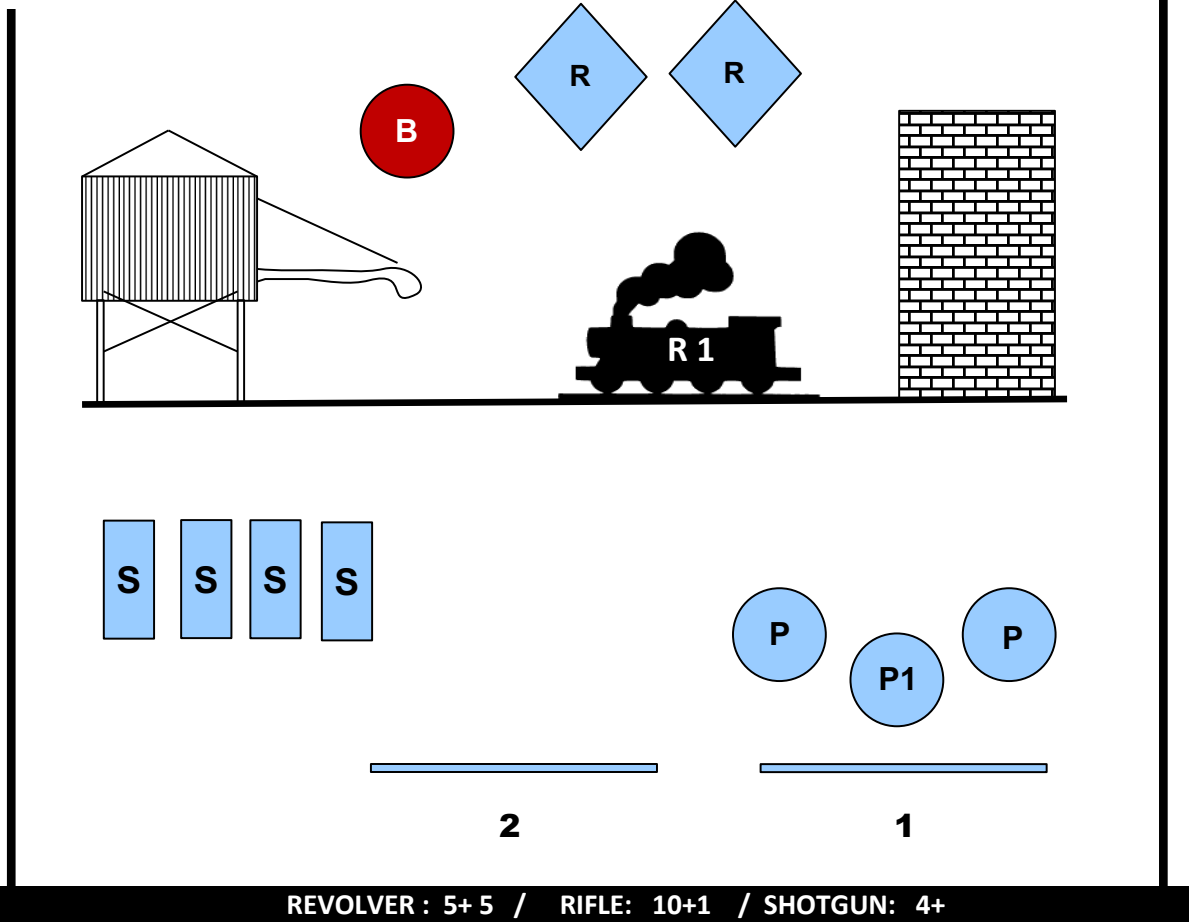 R R
B
R 1
S S S S
P P1 P
2 1
REVOLVER : 5+ 5 / RIFLE: 10+1 / SHOTGUN: 4+